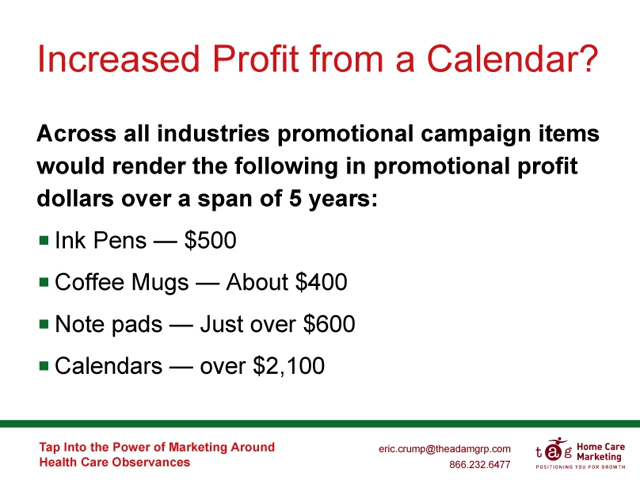 Increased Profit from a Calendar?
Across all industries promotional campaign items
would render the following in promotional profit
dollars over a span of 5 years:
Ink Pens — $500
Coffee Mugs — About $400
Note pads — Just over $600
Calendars — over $2,100
Tap Into the Power of Marketing Around
Health Care Observances
eric.crump@theadamgrp.com
866.232.6477
tag Home Care
Marketing
POSITIONING YOU FOR GROWTH